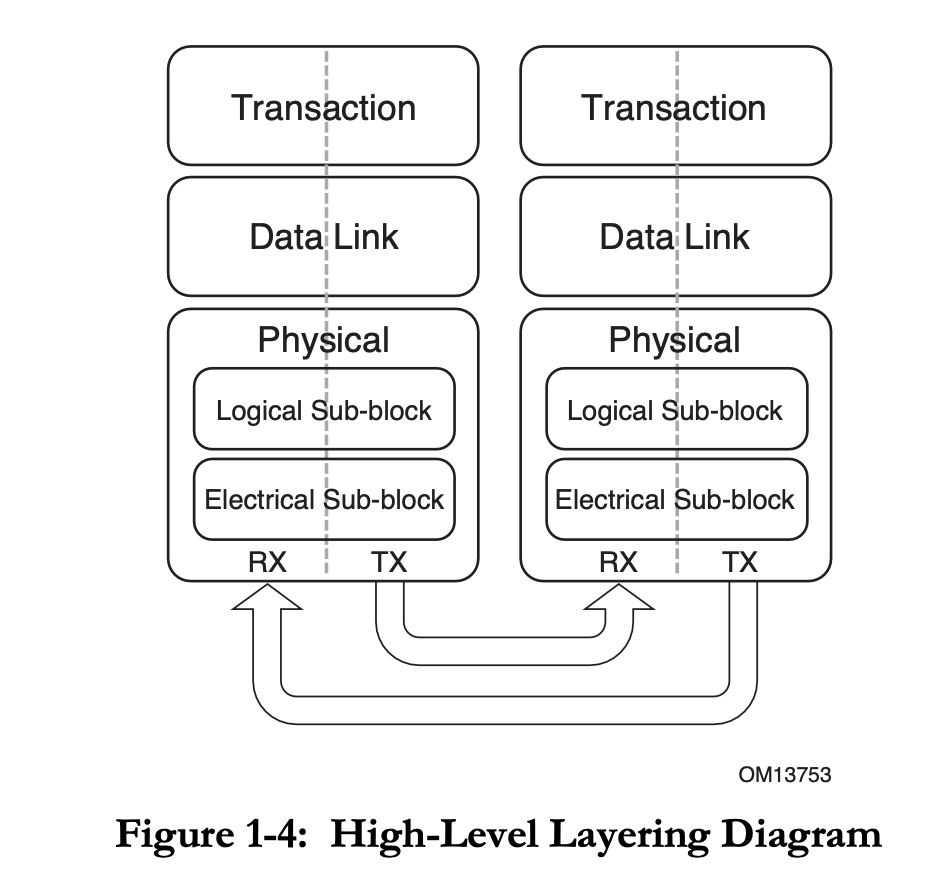 Transaction
Transaction
Data Link
Data Link
Physical
Physical
Logical Sub-block
Logical Sub-block
Electrical Sub-block
Electrical Sub-block
RX
TX
RX
TX
OM13753
Figure 1-4: High-Level Layering Diagram